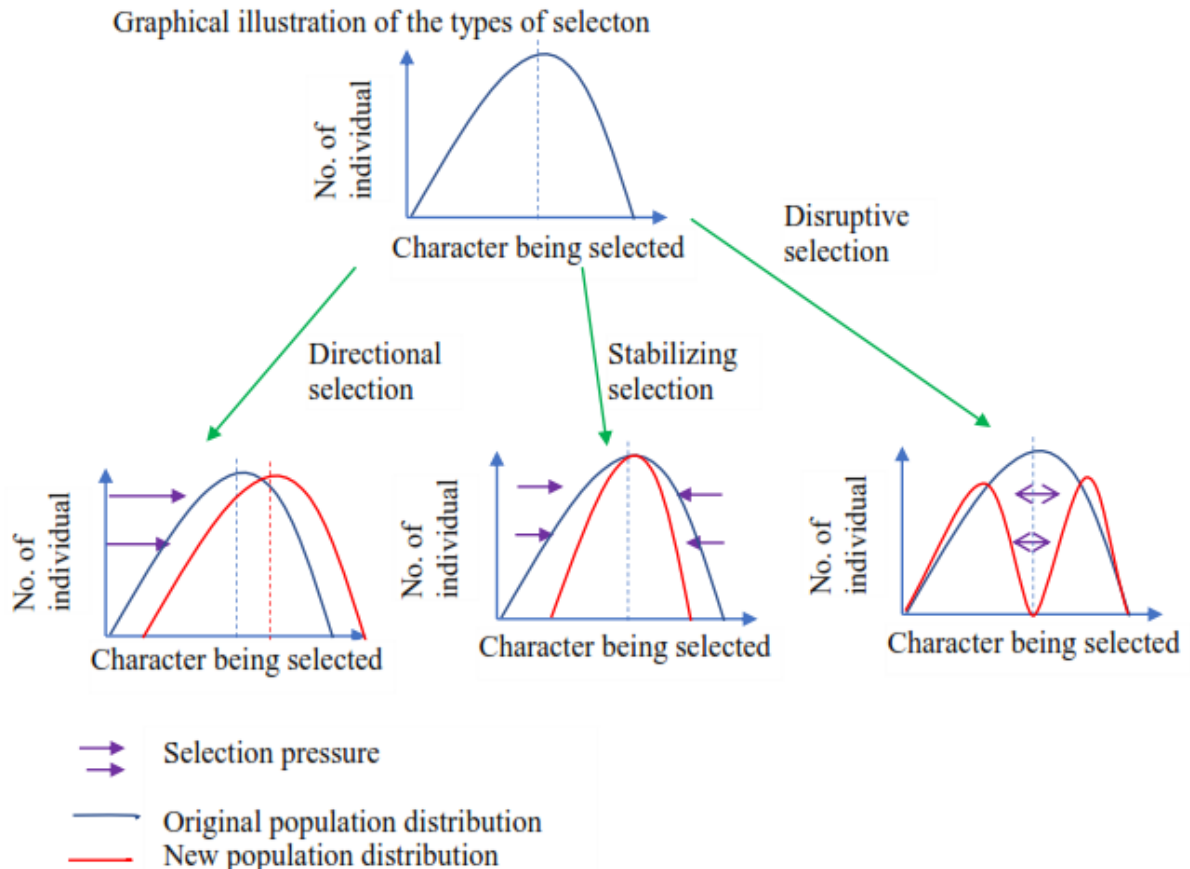 Graphical illustration of the types of selecton
No. of
individual
Character being selected
Disruptive
selection
Directional
selection
Stabilizing
selection
No. of
individual
Character being selected
No. of
individual
Character being selected
No. of
individual
Character being selected
Selection pressure
Original population distribution
New population distribution